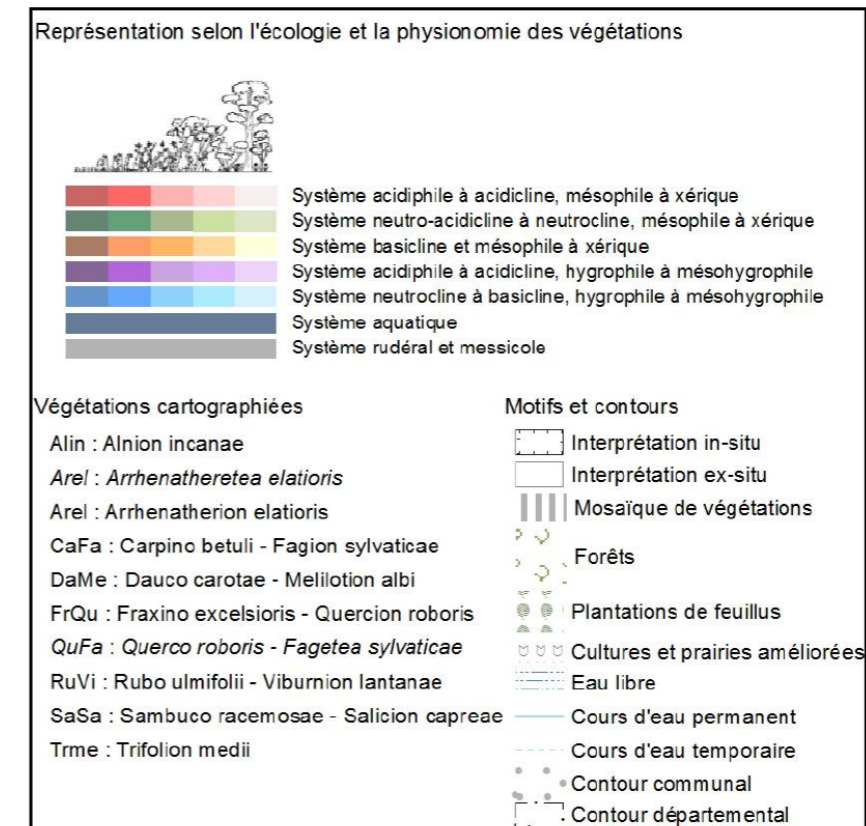 Représentation selon l'écologie et la physionomie des végétations
Système acidiphile à acidicline, mésophile à xérique
Système neutro-acidicline à neutrocline, mésophile à xérique
Système basicline et mésophile à xérique
Système acidiphile à acidicline, hygrophile à mésohygrophile
Système neutrocline à basicline, hygrophile à mésohygrophile
Système aquatique
Système rudéral et messicole
Végétations cartographiées
Alin : Alnion incanae
Arel : Arrhenatheretea elatioris
Arel : Arrhenatherion elatioris
CaFa : Carpino betuli - Fagion sylvaticae
DaMe : Dauco carotae - Melilotion albi
FrQu : Fraxino excelsioris - Quercion roboris
QuFa : Querco roboris - Fagetea sylvaticae
RuVi : Rubo ulmifolii - Viburnion lantanae
SaSa : Sambuco racemosae - Salicion capreae
Trme : Trifolion medii
Motifs et contours
Interprétation in-situ
Interprétation ex-situ
Mosaïque de végétations
Forêts
Plantations de feuillus
Cultures et prairies améliorées
Eau libre
Cours d'eau permanent
Cours d'eau temporaire
Contour communal
Contour départemental